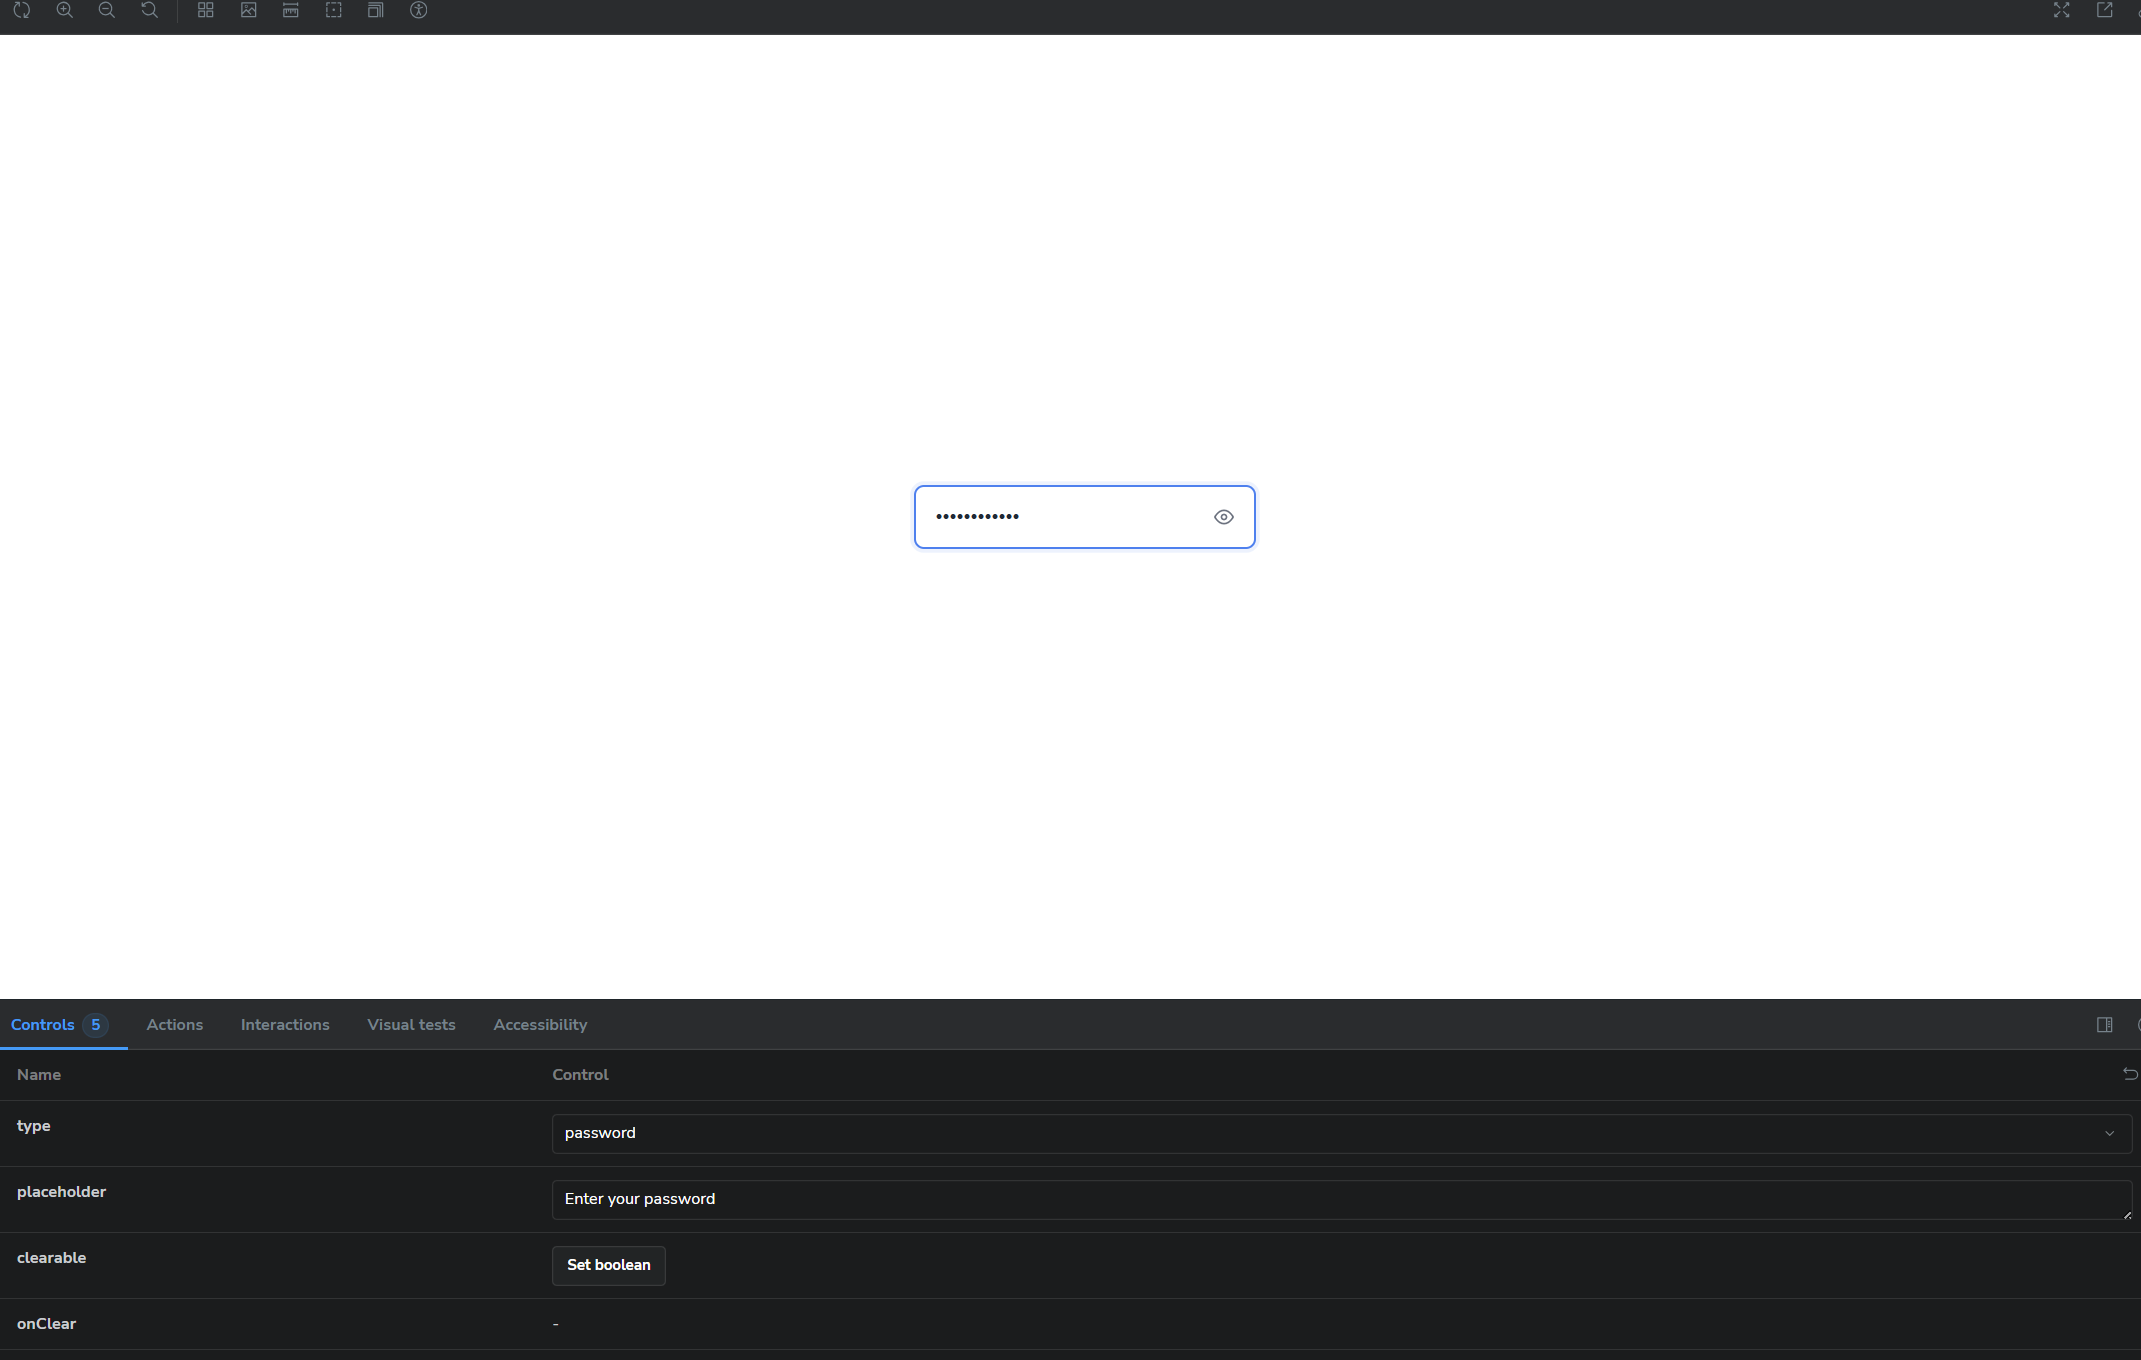 ••••••••••••
Controls 5 Actions Interactions Visual tests Accessibility
Name Control
type password
placeholder Enter your password
clearable Set boolean
onClear -